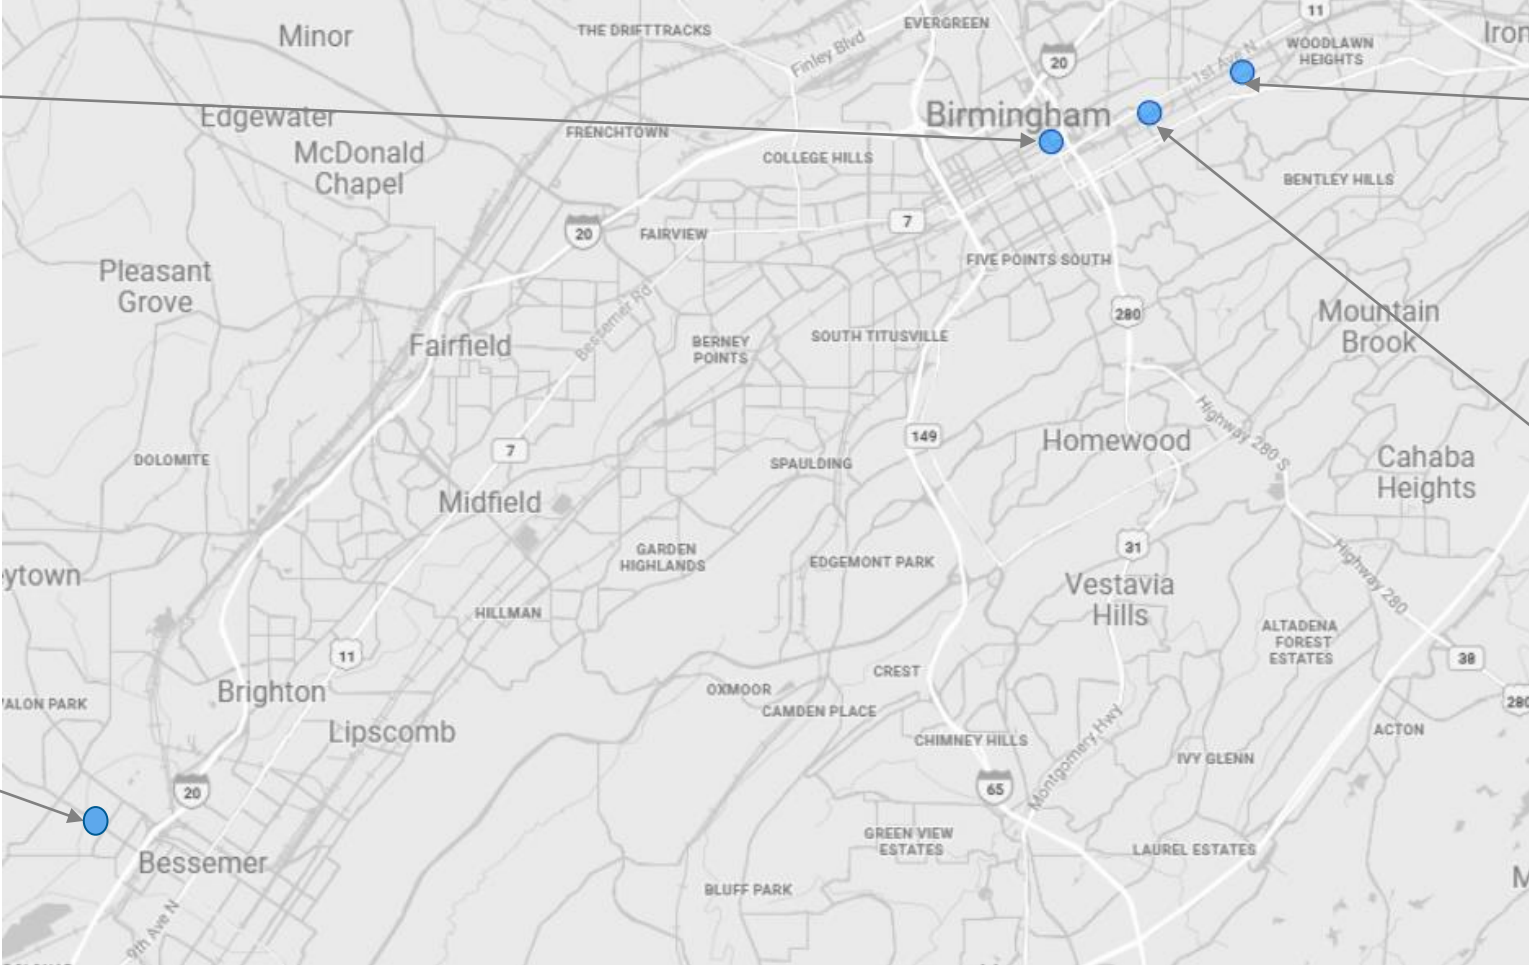 11
EVERGREEN
THE DRIFTTRACKS
Minor
Iron
WOODLAWN
HEIGHTS
Finley Blvd
20
1st Ave N
Edgewater
Birmingham
FRENCHTOWN
McDonald
Chapel
COLLEGE HILLS
BENTLEY HILLS
7
20
FAIRVIEW
FIVE POINTS SOUTH
Pleasant
Grove
280
Mountain
Brook
Bessemer Rd
Fairfield
BERNEY
POINTS
SOUTH TITUSVILLE
Highway 280 S
149
Homewood
7
DOLOMITE
SPAULDING
Cahaba
Heights
Midfield
31
GARDEN
HIGHLANDS
EDGEMONT PARK
Highway 280
eytown
Vestavia
Hills
HILLMAN
ALTADENA
FOREST
ESTATES
11
38
CREST
Brighton
OXMOOR
280
VALON PARK
CAMDEN PLACE
Lipscomb
ACTON
CHIMNEY HILLS
Montgomery Hwy
IVY GLENN
20
65
GREEN VIEW
ESTATES
LAUREL ESTATES
Bessemer
BLUFF PARK
M
9th Ave N